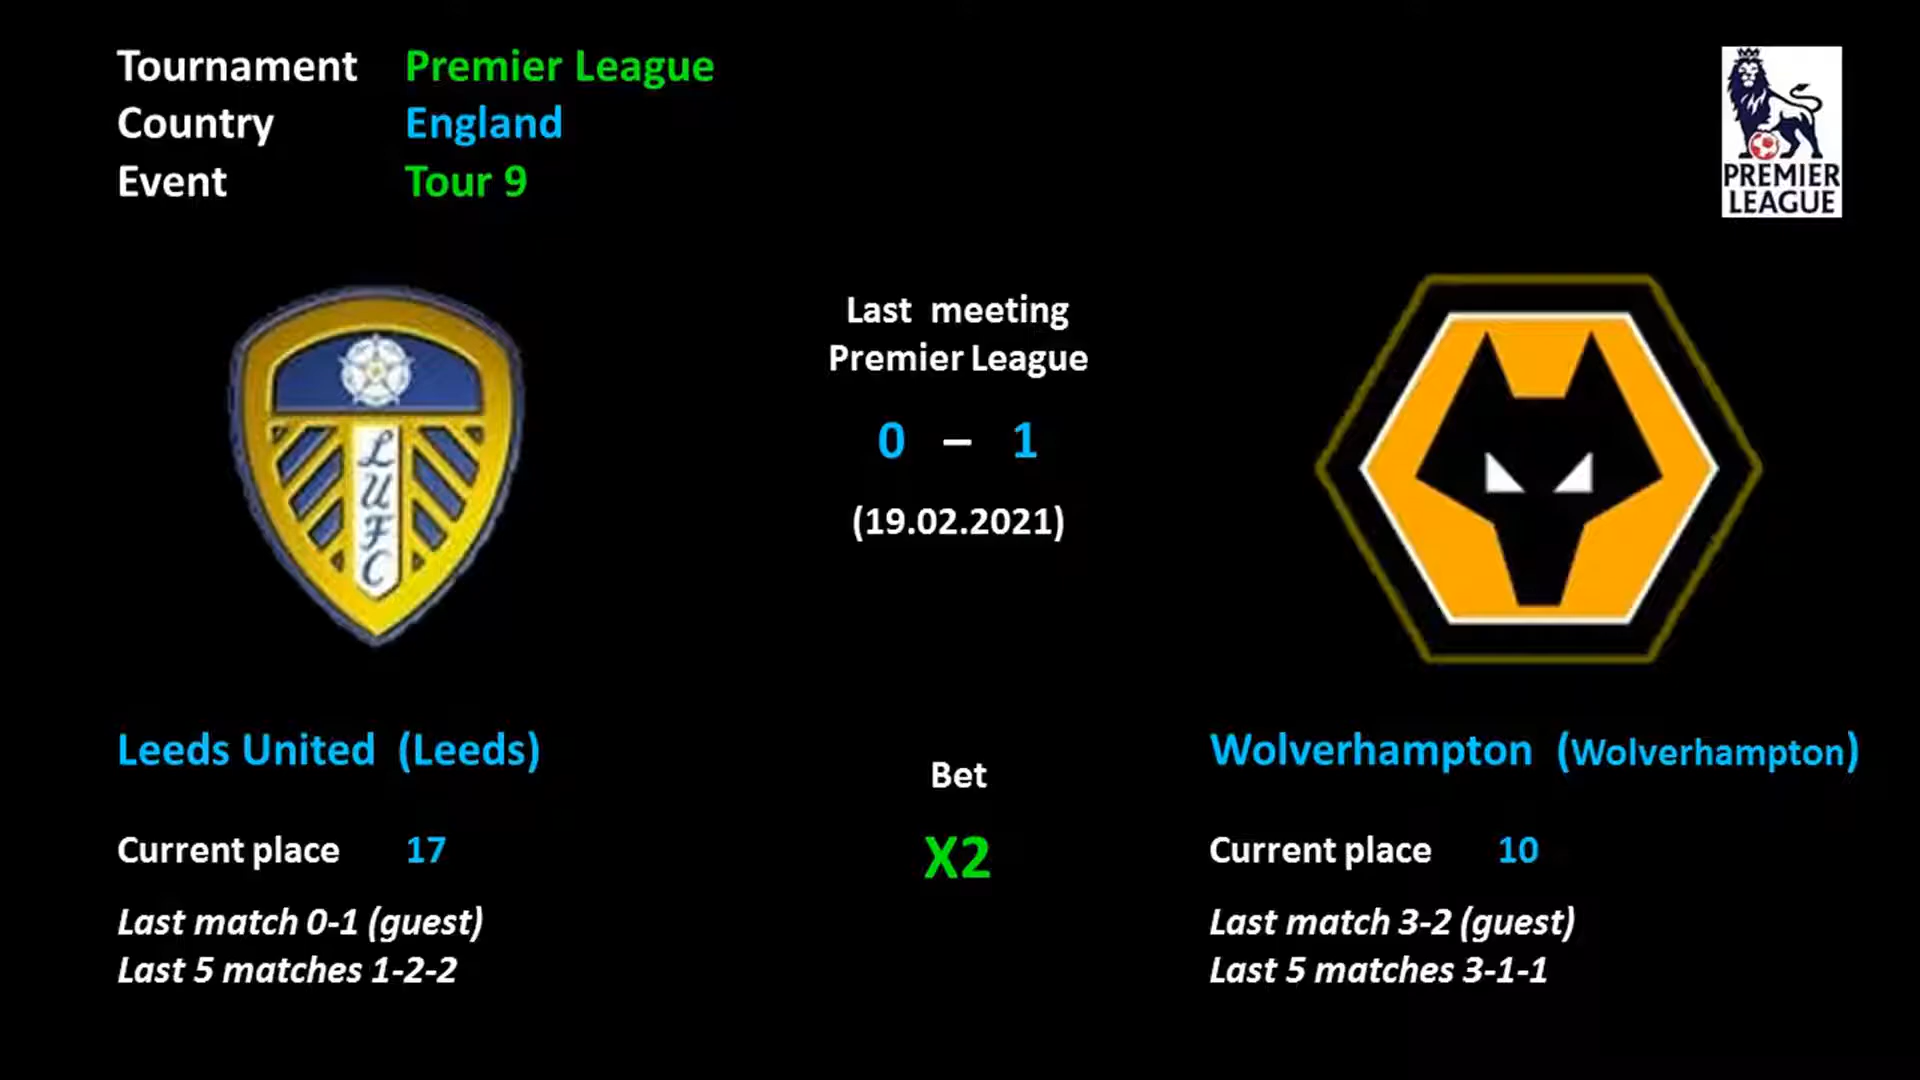 Tournament Premier League
Country England
Event Tour 9
PREMIER
LEAGUE
Last meeting
Premier League
0 – 1
(19.02.2021)
L
U
F
C
Leeds United (Leeds)
Current place 17
Last match 0-1 (guest)
Last 5 matches 1-2-2
Bet
X2
Wolverhampton (Wolverhampton)
Current place 10
Last match 3-2 (guest)
Last 5 matches 3-1-1